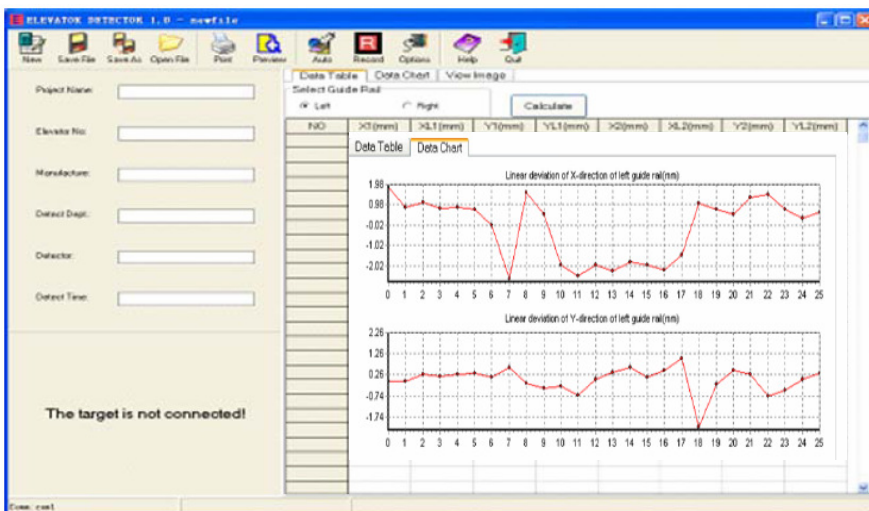 ELEVATOR DETECTOR 1.0 - newfile
New Save File Save As Open File Print Preview Auto Record Options Help Quit
Data Table Data Chart View Image
Project Name:
Select Guide Rail
Left Right Calculate
Elevator No:
NO X1(mm) XL1(mm) Y1(mm) YL1(mm) X2(mm) XL2(mm) Y2(mm) YL2(mm)
Data Table Data Chart
Manufacture:
Linear deviation of X-direction of left guide rail(mm)
1.98
0.98
-0.02
-1.02
-2.02
0 1 2 3 4 5 6 7 8 9 10 11 12 13 14 15 16 17 18 19 20 21 22 23 24 25
Detect Dept:
Detector:
Detect Time:
Linear deviation of Y-direction of left guide rail(mm)
2.26
1.26
0.26
-0.74
-1.74
0 1 2 3 4 5 6 7 8 9 10 11 12 13 14 15 16 17 18 19 20 21 22 23 24 25
The target is not connected!
Comm: com1